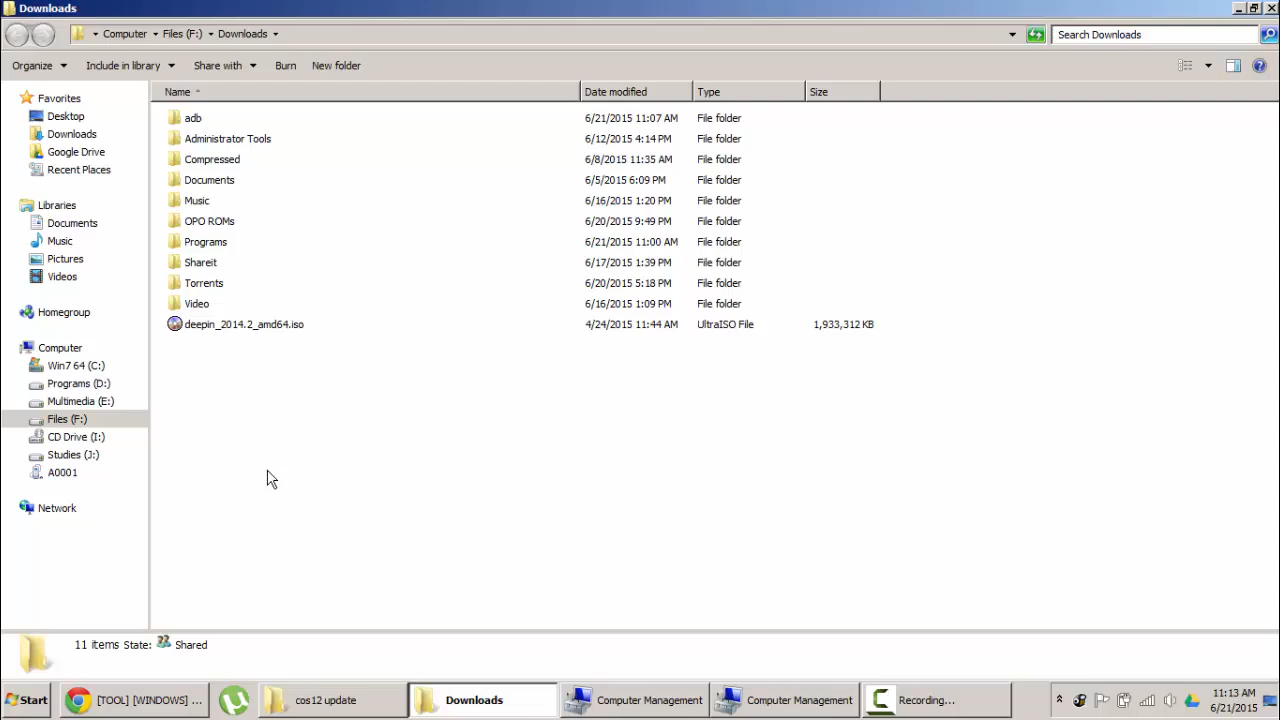 Downloads
Computer Files (F:) Downloads
Search Downloads
Organize Include in library Share with Burn New folder
Favorites
Desktop
Downloads
Google Drive
Recent Places
Libraries
Documents
Music
Pictures
Videos
Homegroup
Computer
Win7 64 (C:)
Programs (D:)
Multimedia (E:)
Files (F:)
CD Drive (I:)
Studies (J:)
A0001
Network
Name Date modified Type Size
adb 6/21/2015 11:07 AM File folder
Administrator Tools 6/12/2015 4:14 PM File folder
Compressed 6/8/2015 11:35 AM File folder
Documents 6/5/2015 6:09 PM File folder
Music 6/16/2015 1:20 PM File folder
OPO ROMs 6/20/2015 9:49 PM File folder
Programs 6/21/2015 11:00 AM File folder
Shareit 6/17/2015 1:39 PM File folder
Torrents 6/20/2015 5:18 PM File folder
Video 6/16/2015 1:09 PM File folder
deepin_2014.2_amd64.iso 4/24/2015 11:44 AM UltraISO File 1,933,312 KB
11 items State: Shared
Start [TOOL] [WINDOWS] ... cos12 update Downloads Computer Management Computer Management Recording...
11:13 AM
6/21/2015